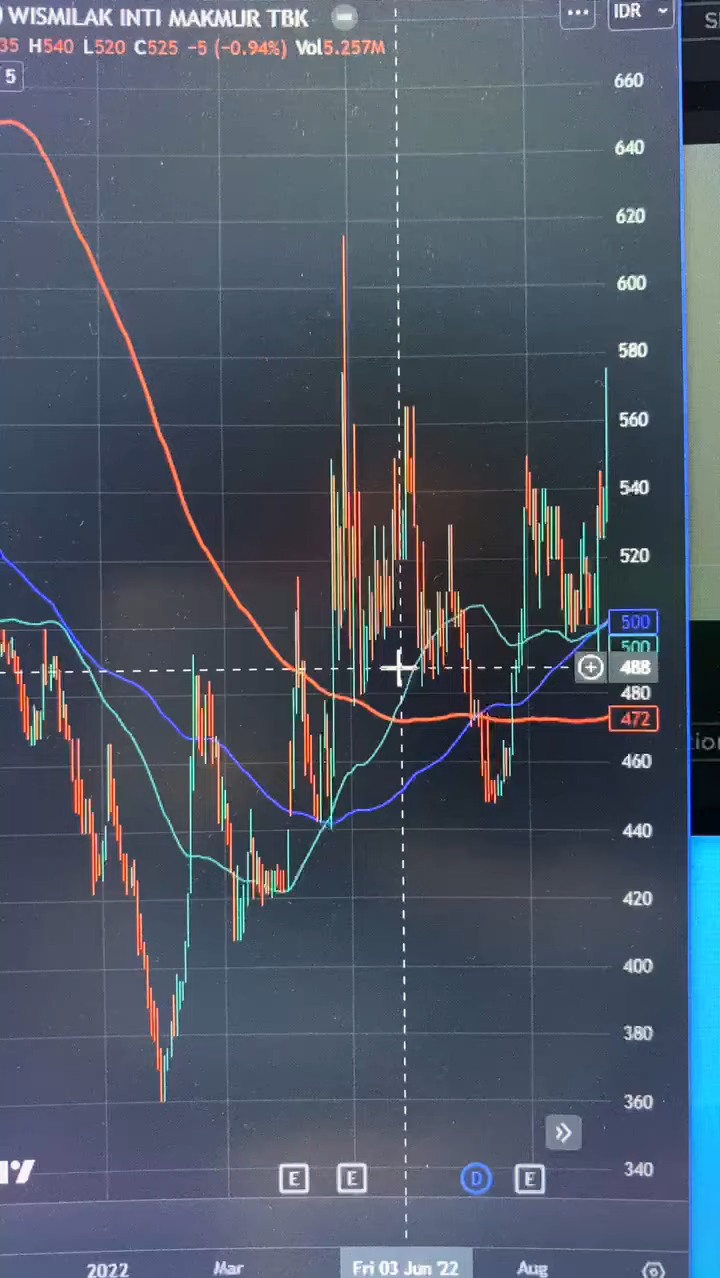 WISMILAK INTI MAKMUR TBK
IDR
35 H540 L520 C525 -5 (-0.94%) Vol5.257M
5
660
640
620
600
580
560
540
520
500
500
488
480
472
460
440
420
400
380
360
340
E
E
D
E
2022
Mar
Fri 03 Jun '22
Aug